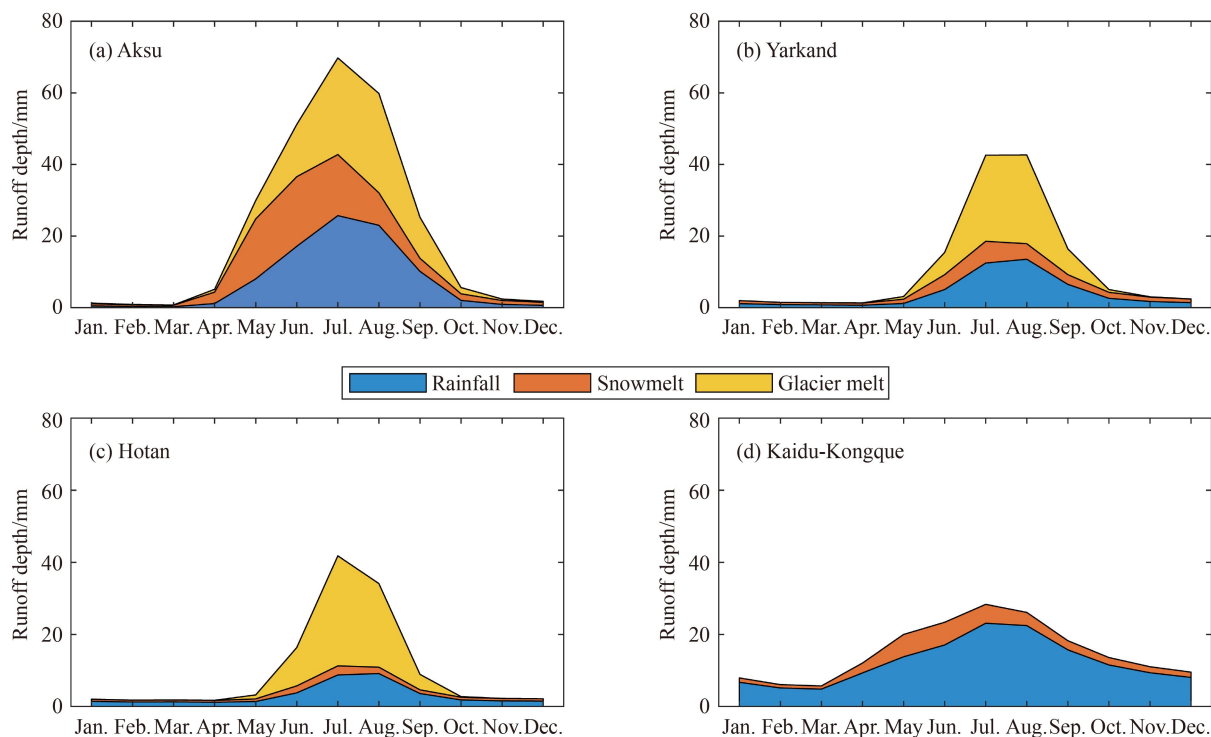 (a) Aksu
Runoff depth/mm
80
60
40
20
0
Jan. Feb. Mar. Apr. May Jun. Jul. Aug. Sep. Oct. Nov. Dec.
(b) Yarkand
Runoff depth/mm
80
60
40
20
0
Jan. Feb. Mar. Apr. May Jun. Jul. Aug. Sep. Oct. Nov. Dec.
Rainfall Snowmelt Glacier melt
(c) Hotan
Runoff depth/mm
80
60
40
20
0
Jan. Feb. Mar. Apr. May Jun. Jul. Aug. Sep. Oct. Nov. Dec.
(d) Kaidu-Kongque
Runoff depth/mm
80
60
40
20
0
Jan. Feb. Mar. Apr. May Jun. Jul. Aug. Sep. Oct. Nov. Dec.